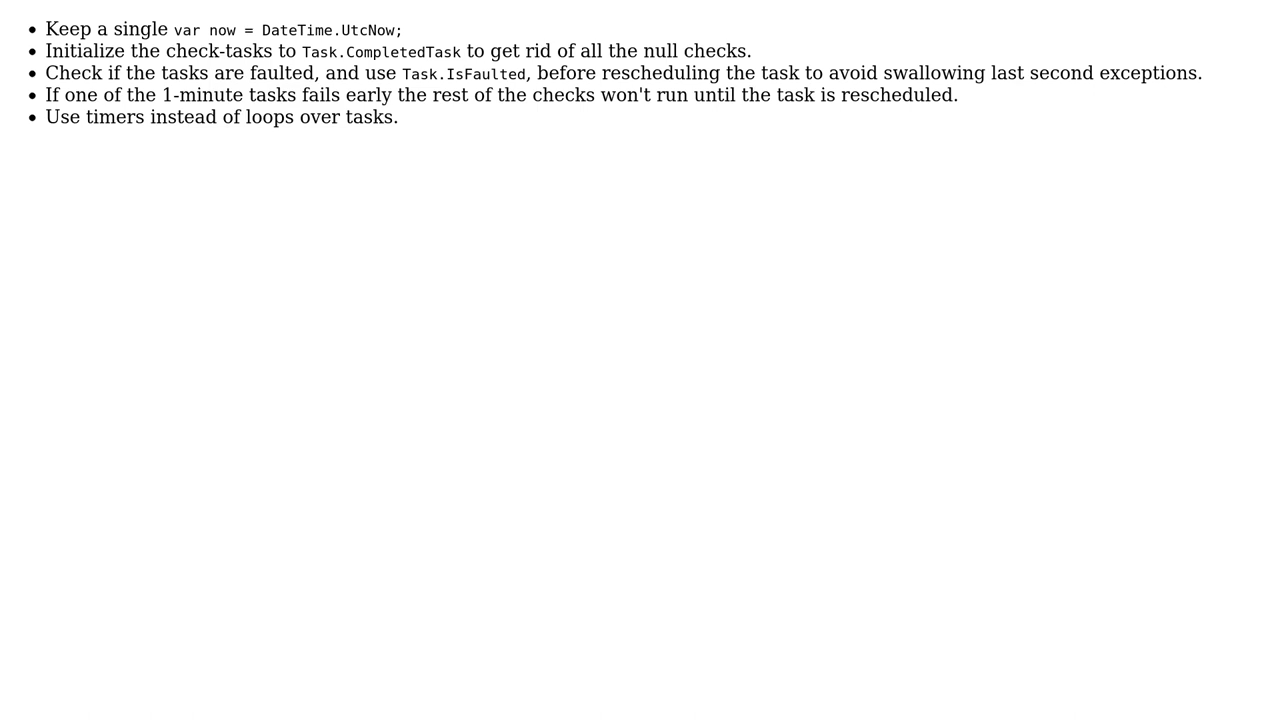 • Keep a single var now = DateTime.UtcNow;
• Initialize the check-tasks to Task.CompletedTask to get rid of all the null checks.
• Check if the tasks are faulted, and use Task.IsFaulted, before rescheduling the task to avoid swallowing last second exceptions.
• If one of the 1-minute tasks fails early the rest of the checks won't run until the task is rescheduled.
• Use timers instead of loops over tasks.